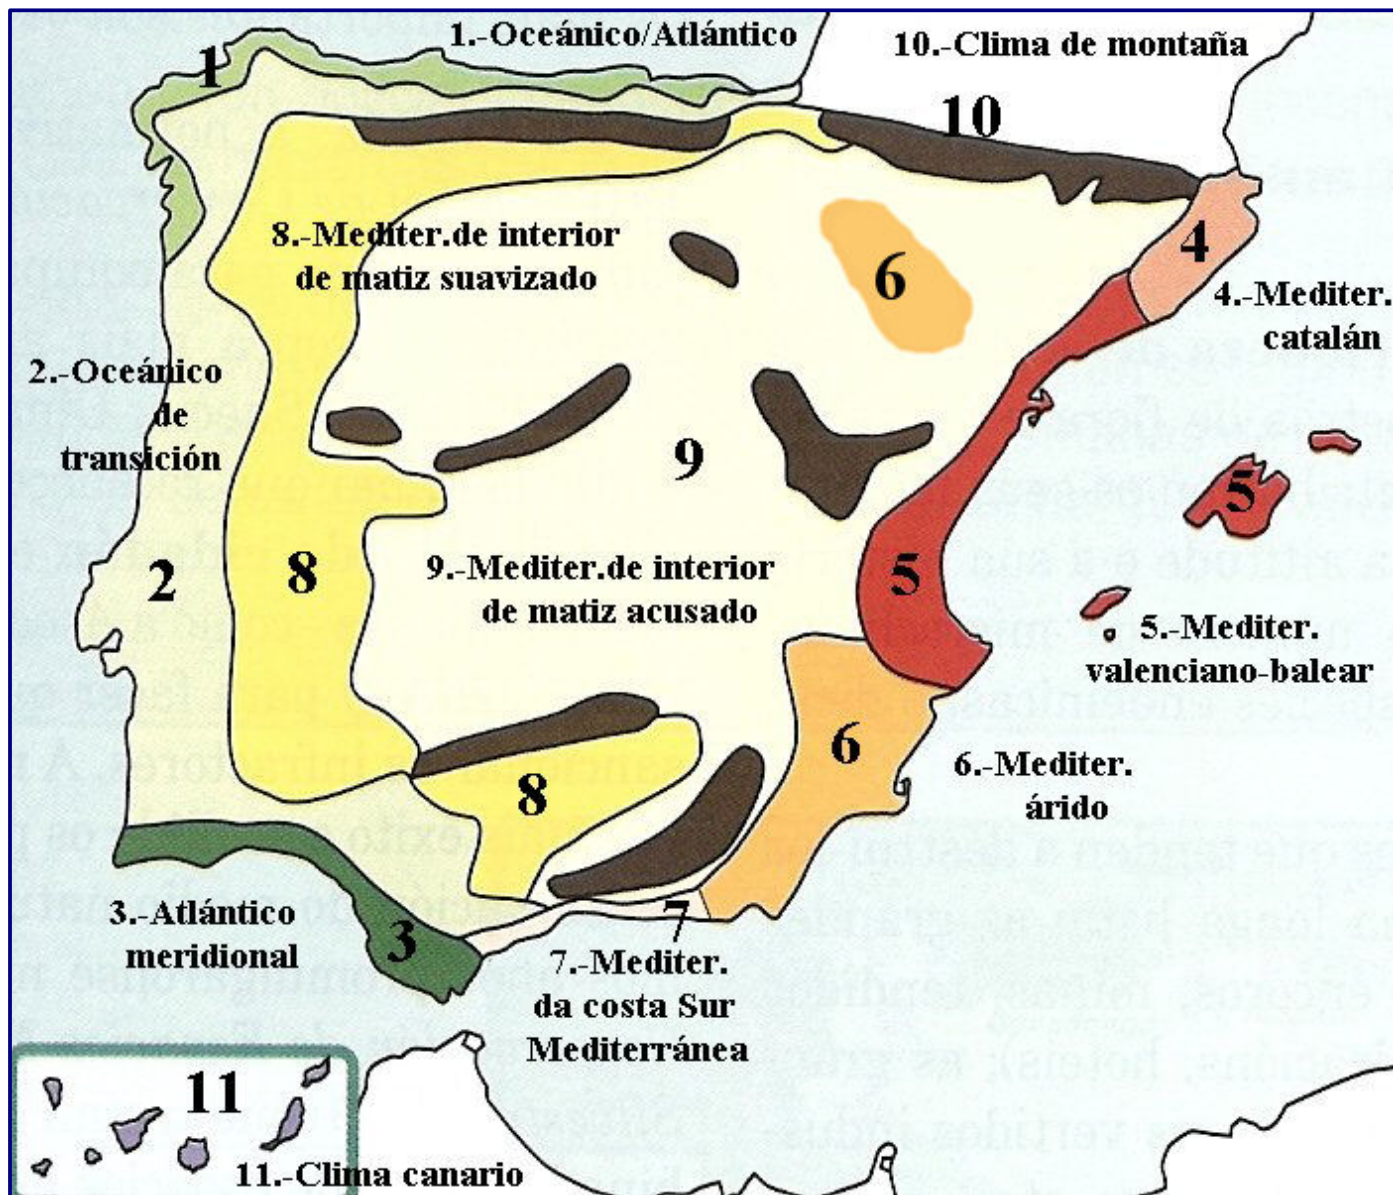 1.-Oceánico/Atlántico
10.-Clima de montaña
1
10
8.-Mediter.de interior
de matiz suavizado
6
4
4.-Mediter.
catalán
2.-Oceánico
de
transición
9
5
2
8
9.-Mediter.de interior
de matiz acusado
5
5.-Mediter.
valenciano-balear
6
8
6.-Mediter.
árido
3.-Atlántico
meridional
3
7
7.-Mediter.
da costa Sur
Mediterránea
11
11.-Clima canario